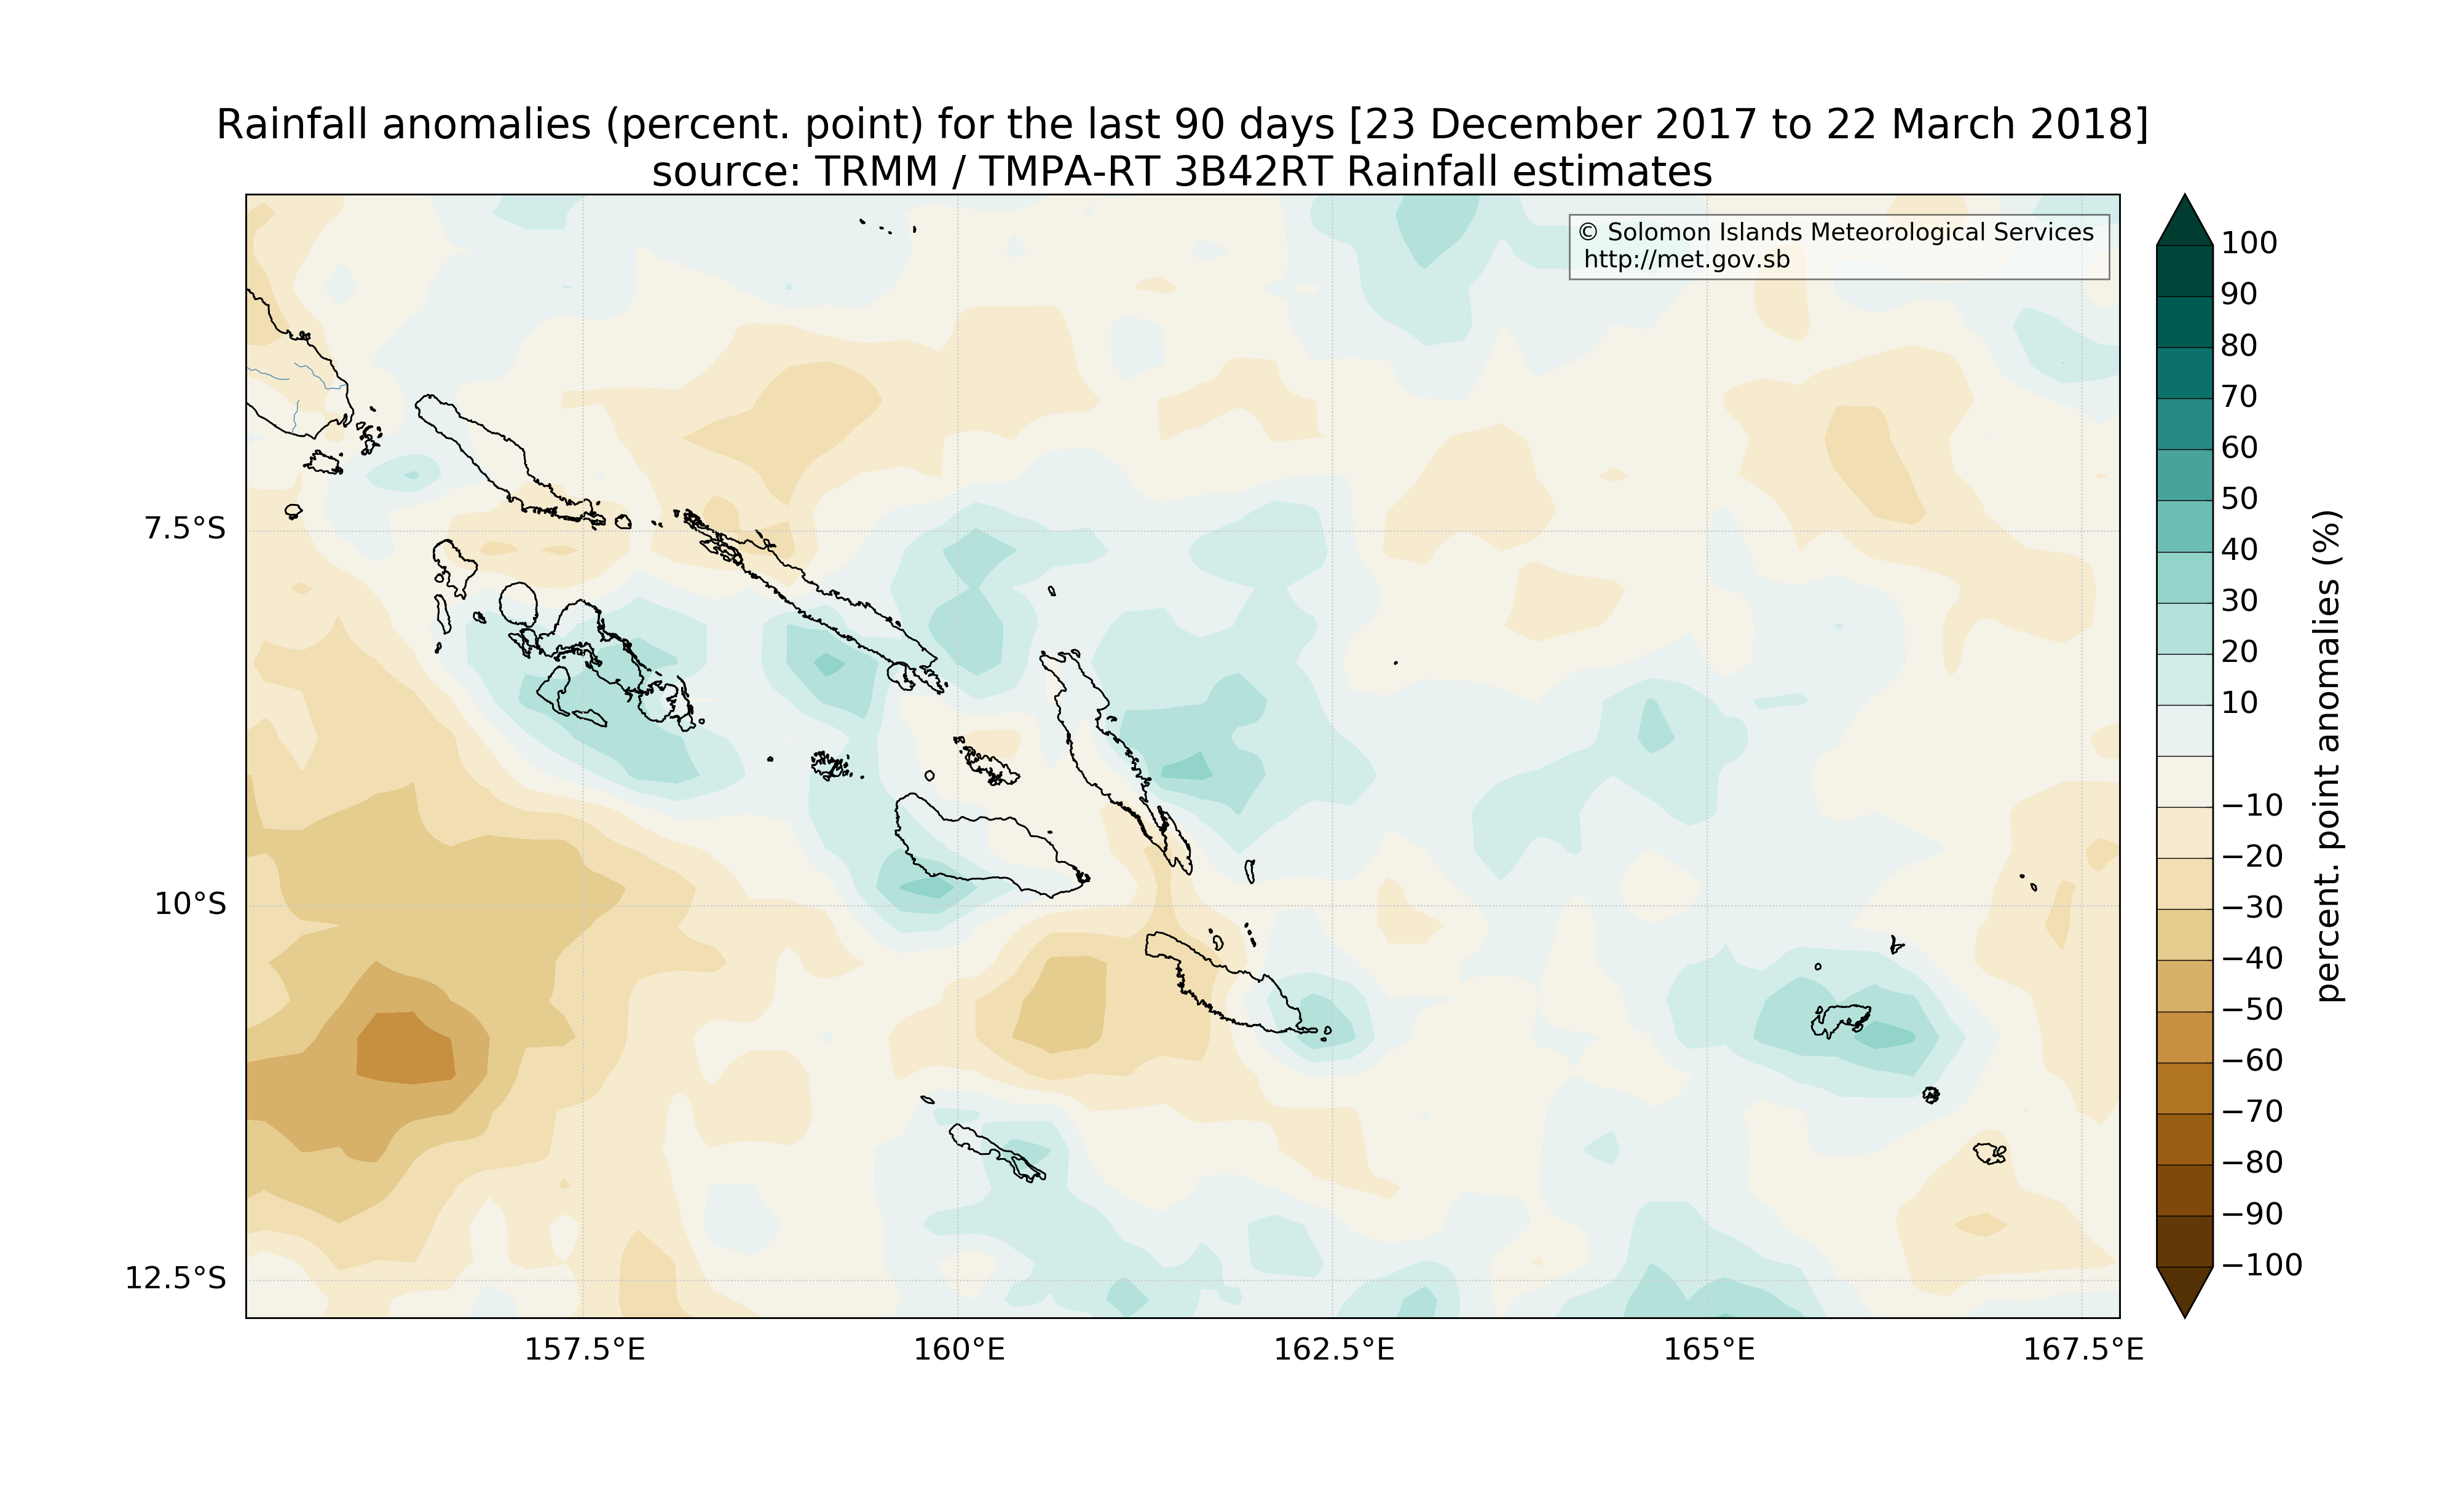 Rainfall anomalies (percent. point) for the last 90 days [23 December 2017 to 22 March 2018]
source: TRMM / TMPA-RT 3B42RT Rainfall estimates
© Solomon Islands Meteorological Services
http://met.gov.sb
7.5°S
10°S
12.5°S
157.5°E
160°E
162.5°E
165°E
167.5°E
100
90
80
70
60
50
40
30
20
10
−10
−20
−30
−40
−50
−60
−70
−80
−90
−100
percent. point anomalies (%)